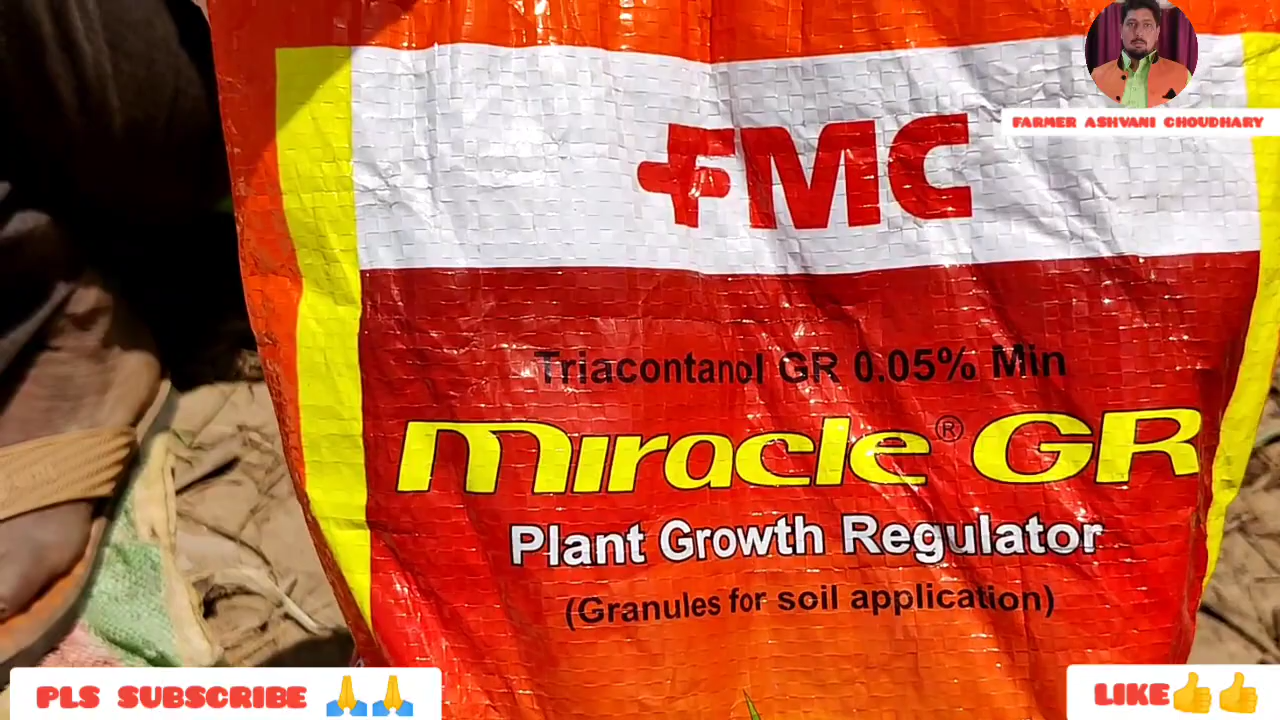 FMC
FARMER ASHVANI CHOUDHARY
Triacontanol GR 0.05% Min
miracle® GR
Plant Growth Regulator
(Granules for soil application)
PLS SUBSCRIBE 🙏🙏
LIKE👍👍